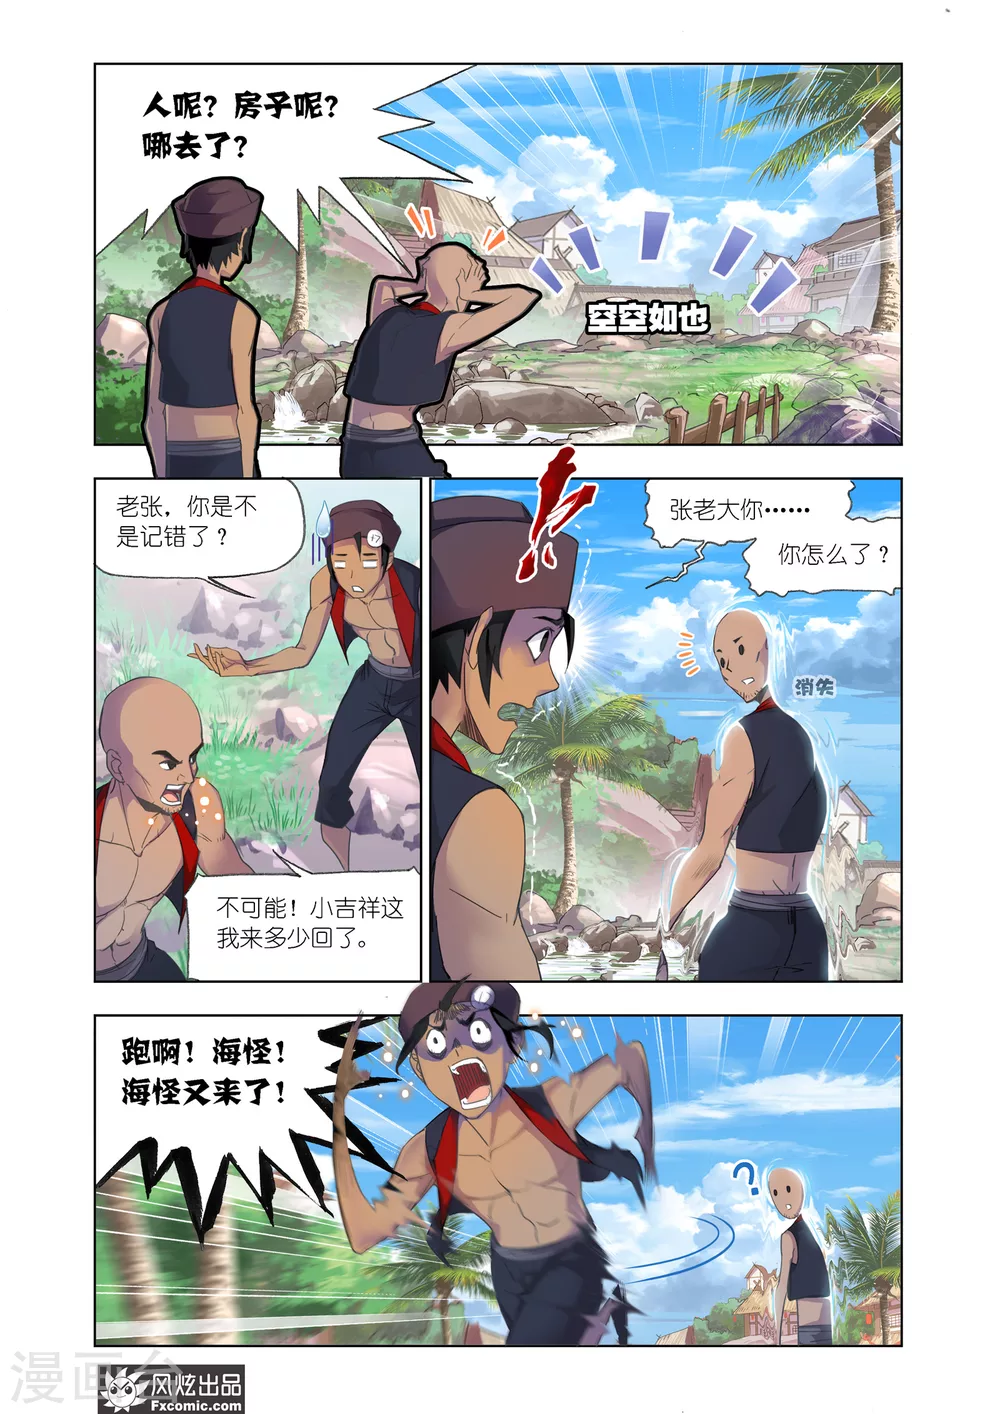 人呢？房子呢？
哪去了？
空空如也
老张，你是不
是记错了？
不可能！小吉祥这
我来多少回了。
张老大你……
你怎么了？
消失
跑啊！海怪！
海怪又来了！
?
漫画台
风炫出品
Fxcomic.com